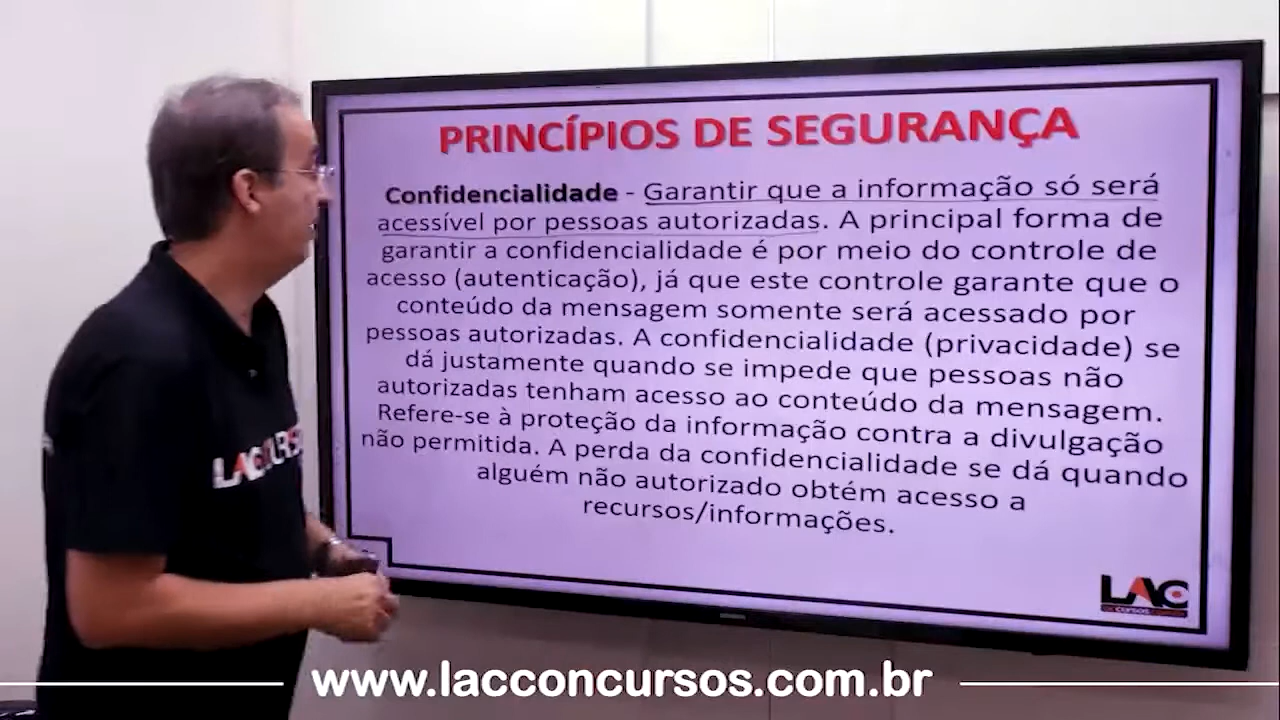 PRINCÍPIOS DE SEGURANÇA
Confidencialidade - Garantir que a informação só será
acessível por pessoas autorizadas. A principal forma de
garantir a confidencialidade é por meio do controle de
acesso (autenticação), já que este controle garante que o
conteúdo da mensagem somente será acessado por
pessoas autorizadas. A confidencialidade (privacidade) se
dá justamente quando se impede que pessoas não
autorizadas tenham acesso ao conteúdo da mensagem.
Refere-se à proteção da informação contra a divulgação
não permitida. A perda da confidencialidade se dá quando
alguém não autorizado obtém acesso a
recursos/informações.
LAC
www.lacconcursos.com.br